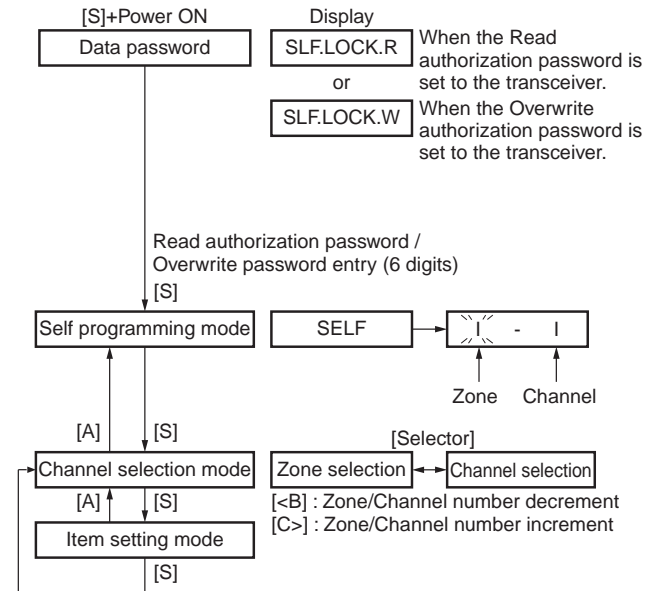 [S]+Power ON
Display
Data password
SLF.LOCK.R
When the Read
authorization password is
set to the transceiver.
or
SLF.LOCK.W
When the Overwrite
authorization password is
set to the transceiver.
Read authorization password /
Overwrite password entry (6 digits)
[S]
Self programming mode
SELF
1 - 1
Zone
Channel
[A]
[S]
[Selector]
Channel selection mode
Zone selection
Channel selection
[A]
[S]
[<B] : Zone/Channel number decrement
[C>] : Zone/Channel number increment
Item setting mode
[S]